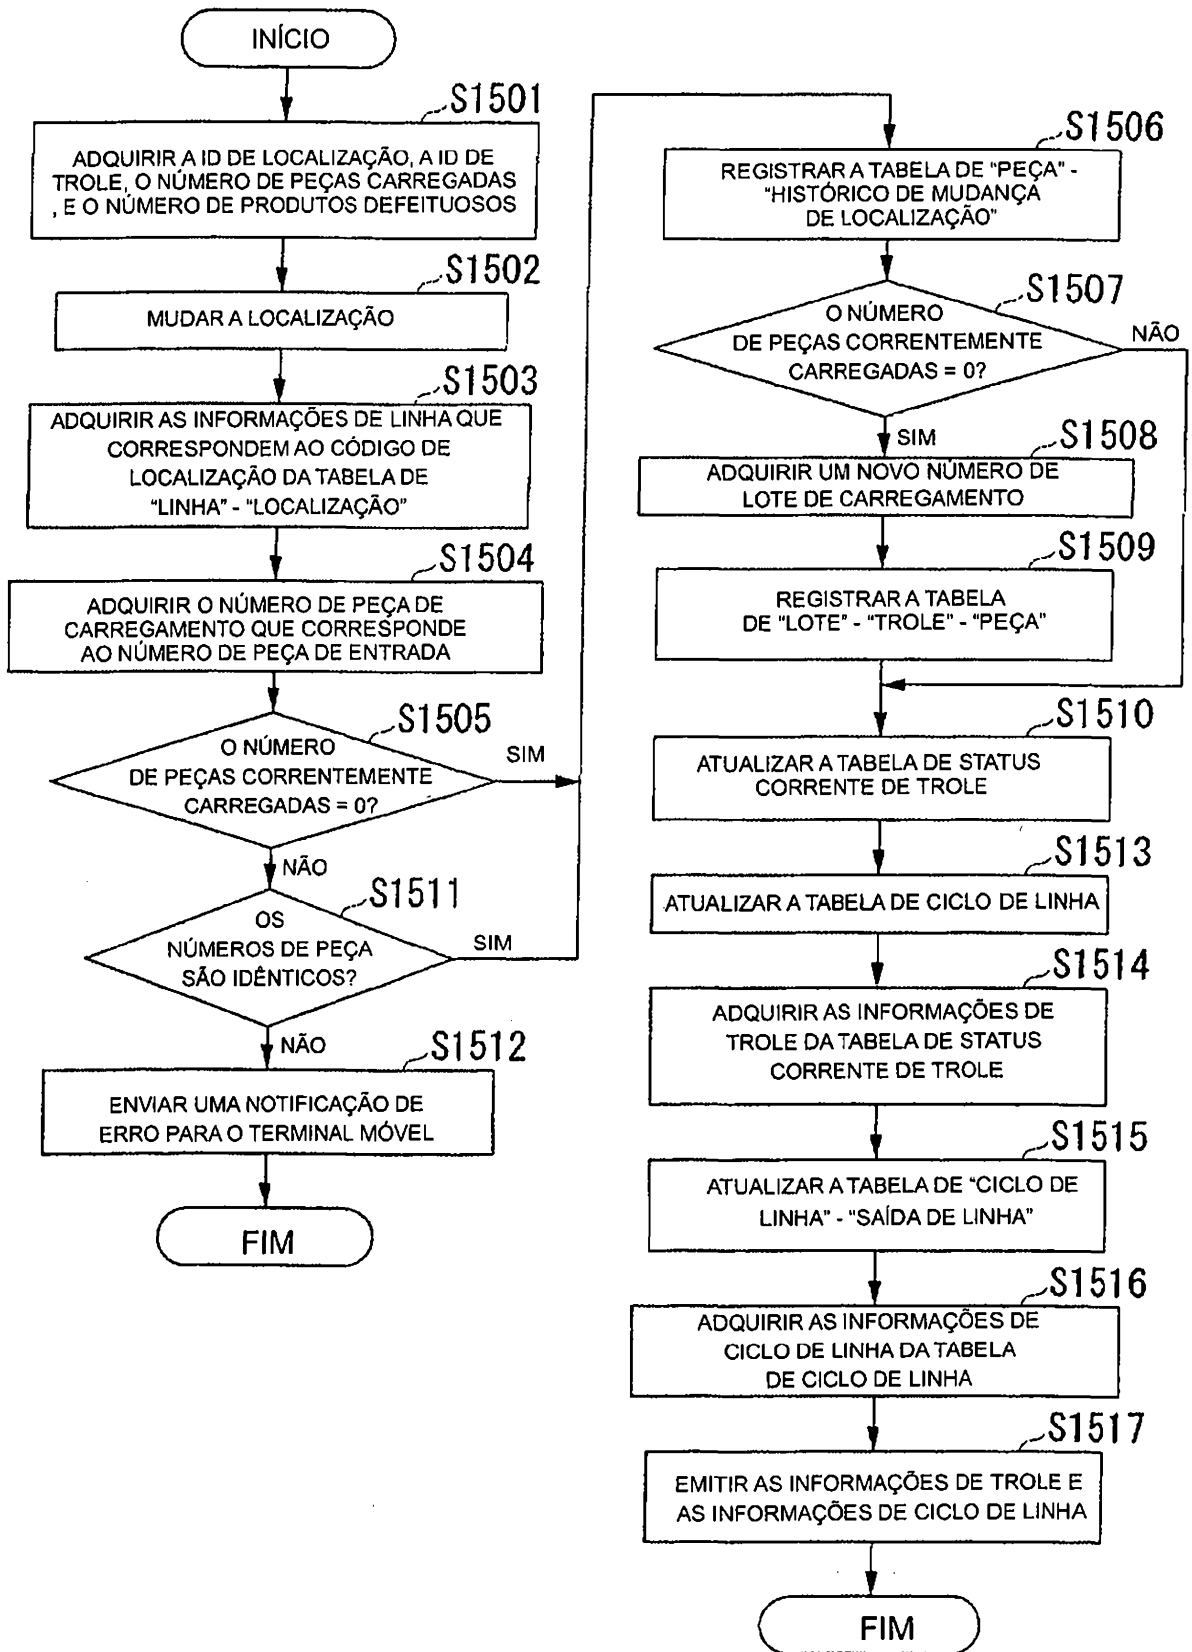 INÍCIO
S1501
ADQUIRIR A ID DE LOCALIZAÇÃO, A ID DE
TROLE, O NÚMERO DE PEÇAS CARREGADAS
, E O NÚMERO DE PRODUTOS DEFEITUOSOS
S1502
MUDAR A LOCALIZAÇÃO
S1503
ADQUIRIR AS INFORMAÇÕES DE LINHA QUE
CORRESPONDEM AO CÓDIGO DE
LOCALIZAÇÃO DA TABELA DE
"LINHA" - "LOCALIZAÇÃO"
S1504
ADQUIRIR O NÚMERO DE PEÇA DE
CARREGAMENTO QUE CORRESPONDE
AO NÚMERO DE PEÇA DE ENTRADA
S1505
O NÚMERO
DE PEÇAS CORRENTEMENTE
CARREGADAS = 0?
SIM
NÃO
S1511
OS
NÚMEROS DE PEÇA
SÃO IDÊNTICOS?
SIM
NÃO
S1512
ENVIAR UMA NOTIFICAÇÃO DE
ERRO PARA O TERMINAL MÓVEL
FIM
S1506
REGISTRAR A TABELA DE "PEÇA" -
"HISTÓRICO DE MUDANÇA
DE LOCALIZAÇÃO"
S1507
O NÚMERO
DE PEÇAS CORRENTEMENTE
CARREGADAS = 0?
NÃO
SIM
S1508
ADQUIRIR UM NOVO NÚMERO DE
LOTE DE CARREGAMENTO
S1509
REGISTRAR A TABELA
DE "LOTE" - "TROLE" - "PEÇA"
S1510
ATUALIZAR A TABELA DE STATUS
CORRENTE DE TROLE
S1513
ATUALIZAR A TABELA DE CICLO DE LINHA
S1514
ADQUIRIR AS INFORMAÇÕES DE
TROLE DA TABELA DE STATUS
CORRENTE DE TROLE
S1515
ATUALIZAR A TABELA DE "CICLO DE
LINHA" - "SAÍDA DE LINHA"
S1516
ADQUIRIR AS INFORMAÇÕES DE
CICLO DE LINHA DA TABELA
DE CICLO DE LINHA
S1517
EMITIR AS INFORMAÇÕES DE TROLE E
AS INFORMAÇÕES DE CICLO DE LINHA
FIM